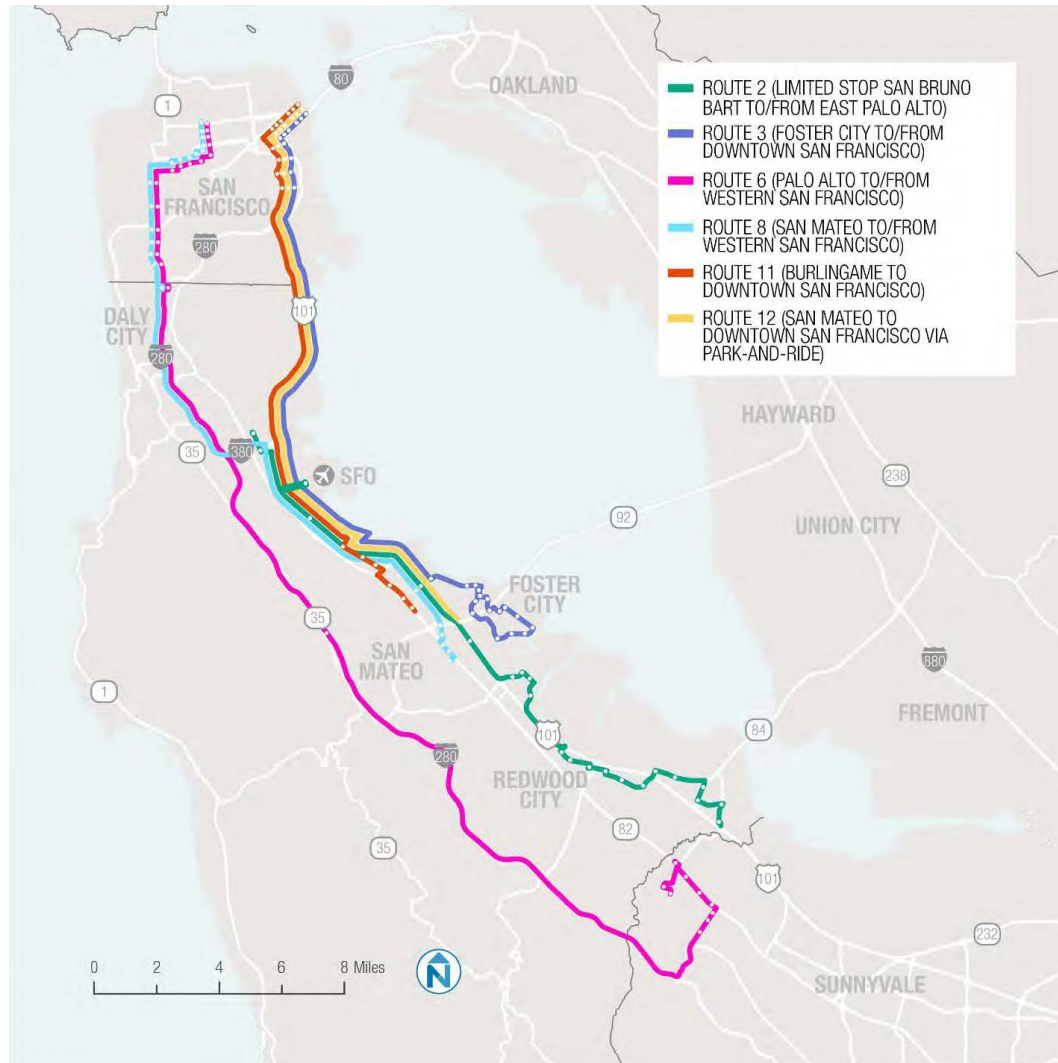 80
1
OAKLAND
ROUTE 2 (LIMITED STOP SAN BRUNO
BART TO/FROM EAST PALO ALTO)
ROUTE 3 (FOSTER CITY TO/FROM
DOWNTOWN SAN FRANCISCO)
ROUTE 6 (PALO ALTO TO/FROM
WESTERN SAN FRANCISCO)
ROUTE 8 (SAN MATEO TO/FROM
WESTERN SAN FRANCISCO)
ROUTE 11 (BURLINGAME TO
DOWNTOWN SAN FRANCISCO)
ROUTE 12 (SAN MATEO TO
DOWNTOWN SAN FRANCISCO VIA
PARK-AND-RIDE)
SAN
FRANCISCO
280
101
DALY
CITY
280
HAYWARD
35
380
SFO
238
92
UNION CITY
FOSTER
CITY
35
SAN
MATEO
880
1
FREMONT
101
84
280
REDWOOD
CITY
82
35
101
232
0 2 4 6 8 Miles
N
SUNNYVALE